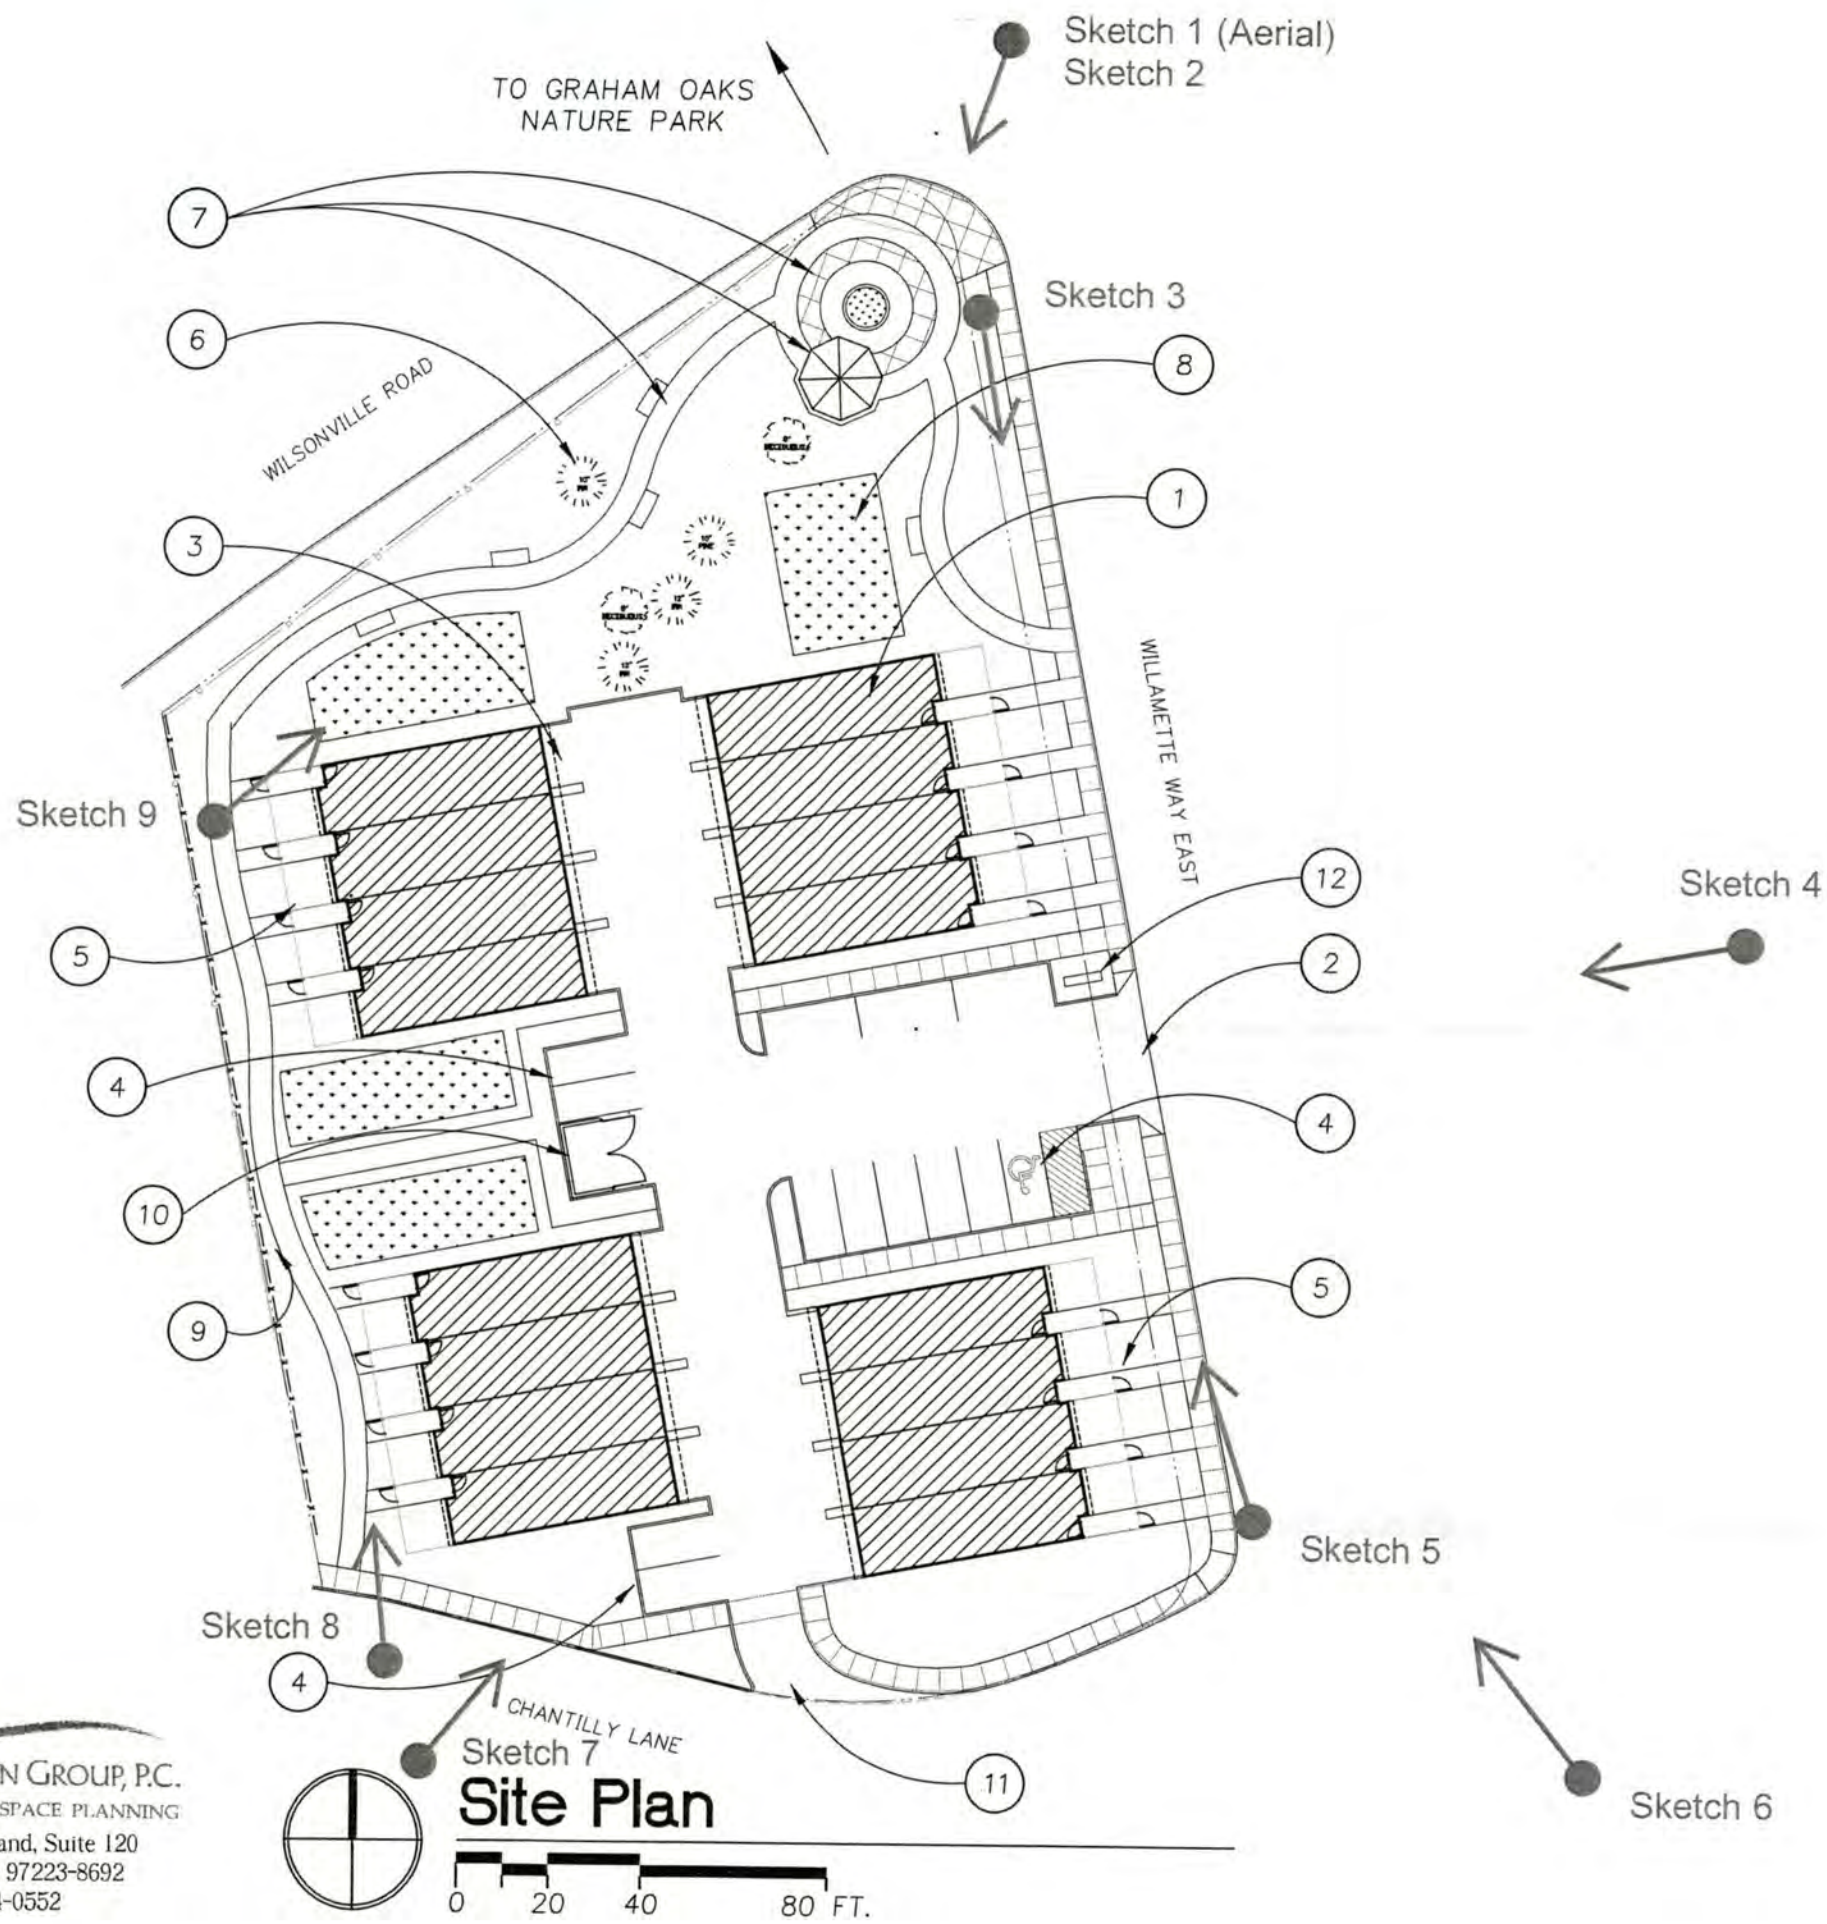 Sketch 1 (Aerial)
Sketch 2
TO GRAHAM OAKS
NATURE PARK
7
Sketch 3
6
8
WILSONVILLE ROAD
1
3
WILLAMETTE WAY EAST
Sketch 9
12
Sketch 4
5
2
4
4
10
5
9
Sketch 5
Sketch 8
4
CHANTILLY LANE
Sketch 7
11
Sketch 6
N GROUP, P.C.
SPACE PLANNING
and, Suite 120
97223-8692
-0552
Site Plan
0 20 40 80 FT.